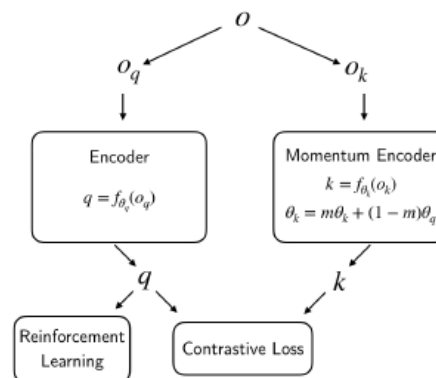 o
o_q
o_k
Encoder
q = f_{θ_q}(o_q)
Momentum Encoder
k = f_{θ_k}(o_k)
θ_k = mθ_k + (1 − m)θ_q
q
k
Reinforcement
Learning
Contrastive Loss